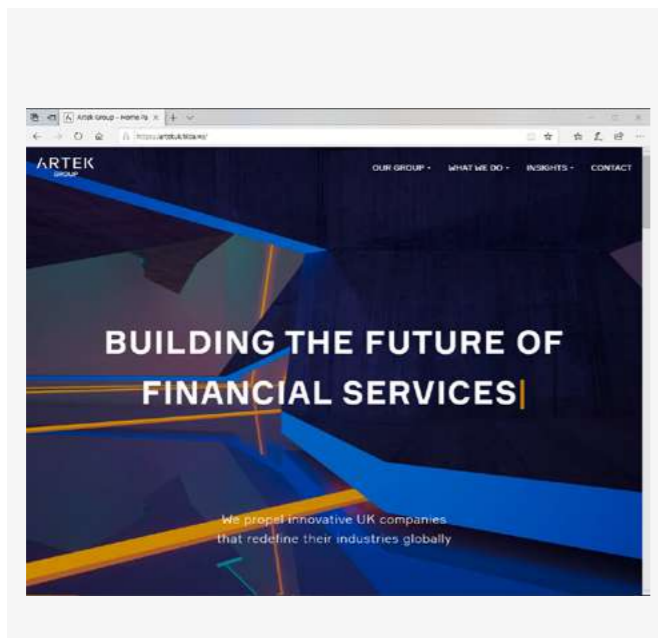 Artek Group - Home Pa
ARTEK
GROUP
OUR GROUP
WHAT WE DO
INSIGHTS
CONTACT
BUILDING THE FUTURE OF
FINANCIAL SERVICES
We propel innovative UK companies
that redefine their industries globally